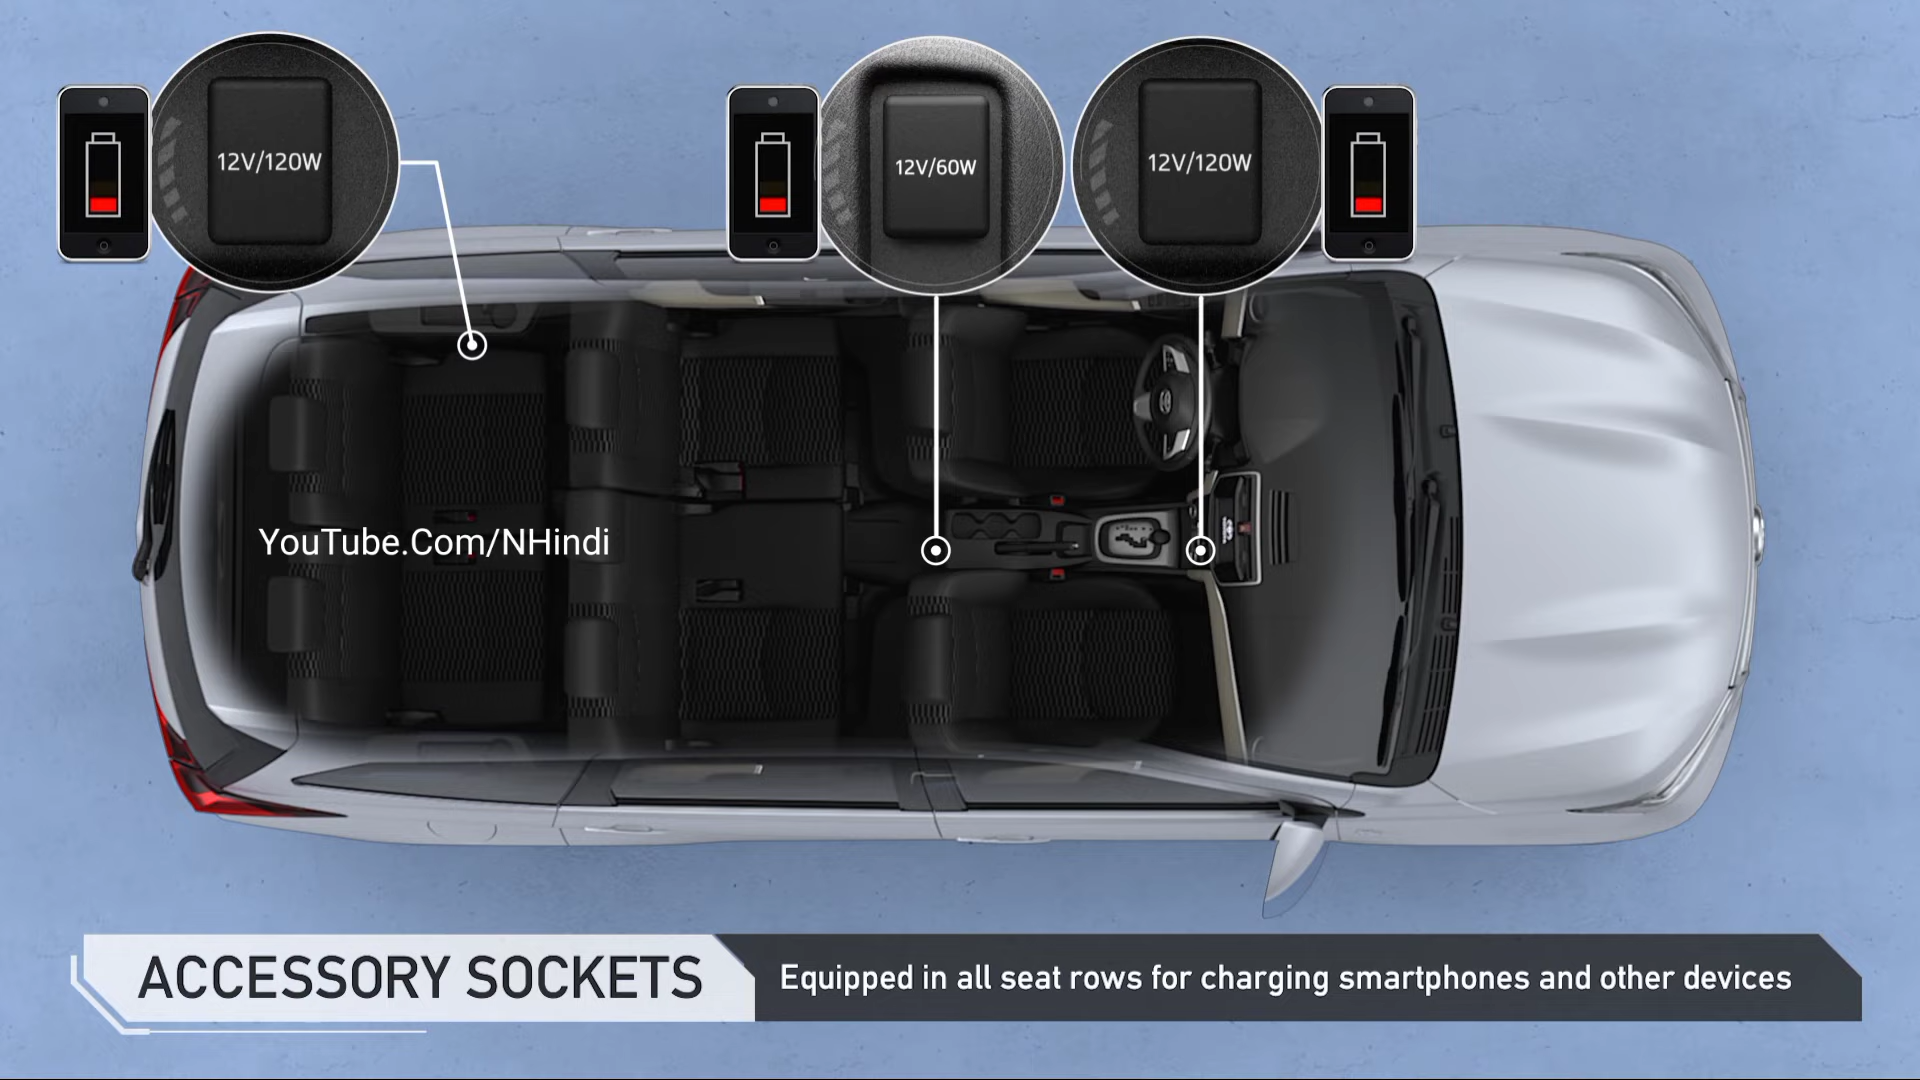 12V/120W
12V/60W
12V/120W
YouTube.Com/NHindi
ACCESSORY SOCKETS
Equipped in all seat rows for charging smartphones and other devices